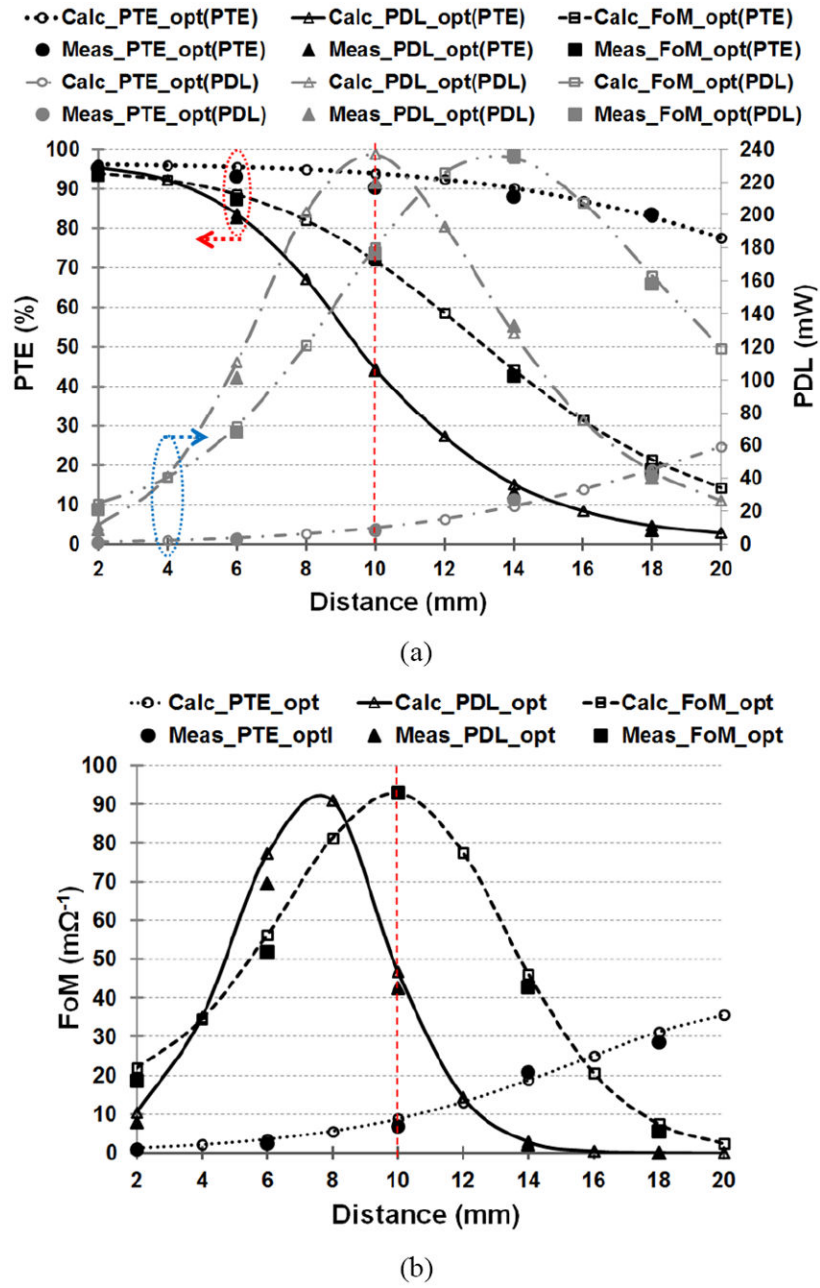 Calc_PTE_opt(PTE) Calc_PDL_opt(PTE) Calc_FoM_opt(PTE)
Meas_PTE_opt(PTE) Meas_PDL_opt(PTE) Meas_FoM_opt(PTE)
Calc_PTE_opt(PDL) Calc_PDL_opt(PDL) Calc_FoM_opt(PDL)
Meas_PTE_opt(PDL) Meas_PDL_opt(PDL) Meas_FoM_opt(PDL)
100 240
90 220
80 200
70 180
60 160
50 140
40 120
30 100
20 80
10 60
0 40
20
0
PTE (%)
PDL (mW)
2 4 6 8 10 12 14 16 18 20
Distance (mm)
(a)
Calc_PTE_opt Calc_PDL_opt Calc_FoM_opt
Meas_PTE_optl Meas_PDL_opt Meas_FoM_opt
100
90
80
70
60
50
40
30
20
10
0
FoM (mΩ⁻¹)
2 4 6 8 10 12 14 16 18 20
Distance (mm)
(b)